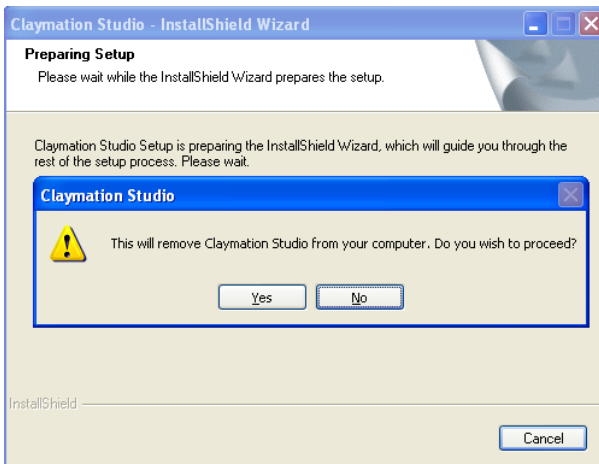 Claymation Studio - InstallShield Wizard
Preparing Setup
Please wait while the InstallShield Wizard prepares the setup.
Claymation Studio Setup is preparing the InstallShield Wizard, which will guide you through the
rest of the setup process. Please wait.
Claymation Studio
This will remove Claymation Studio from your computer. Do you wish to proceed?
Yes No
InstallShield
Cancel